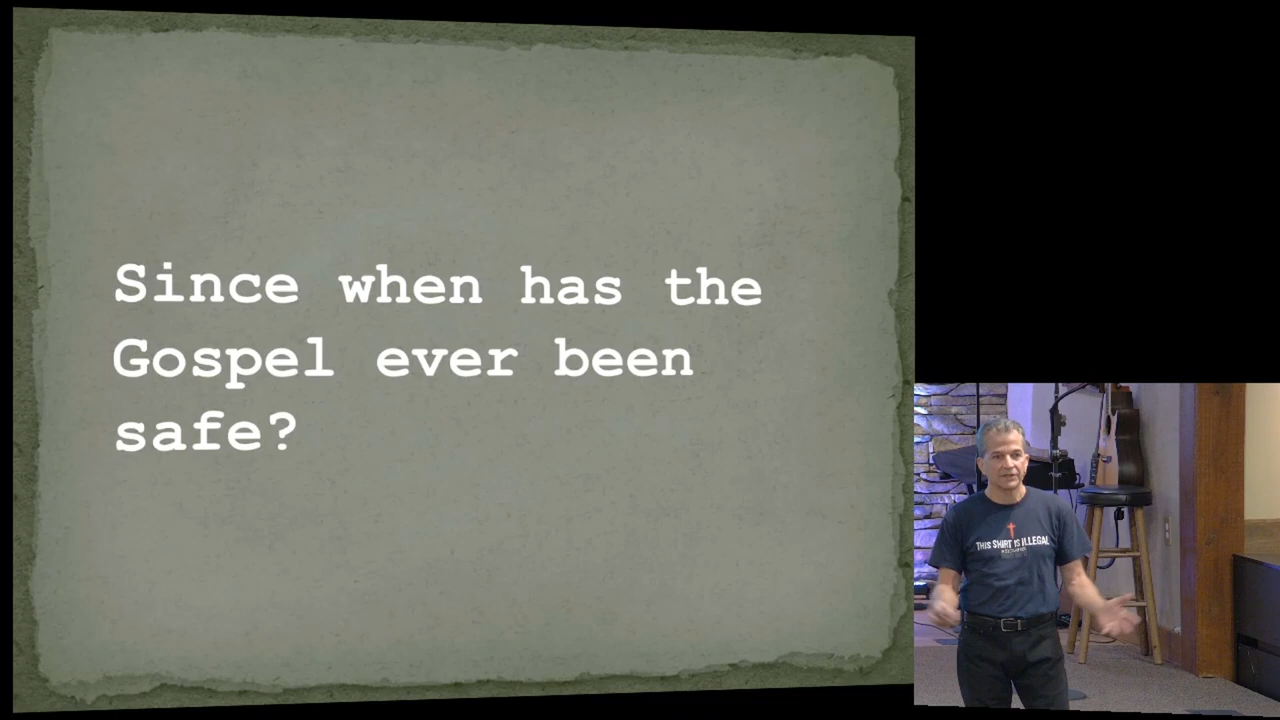 Since when has the
Gospel ever been
safe?
THIS SHIRT IS ILLEGAL